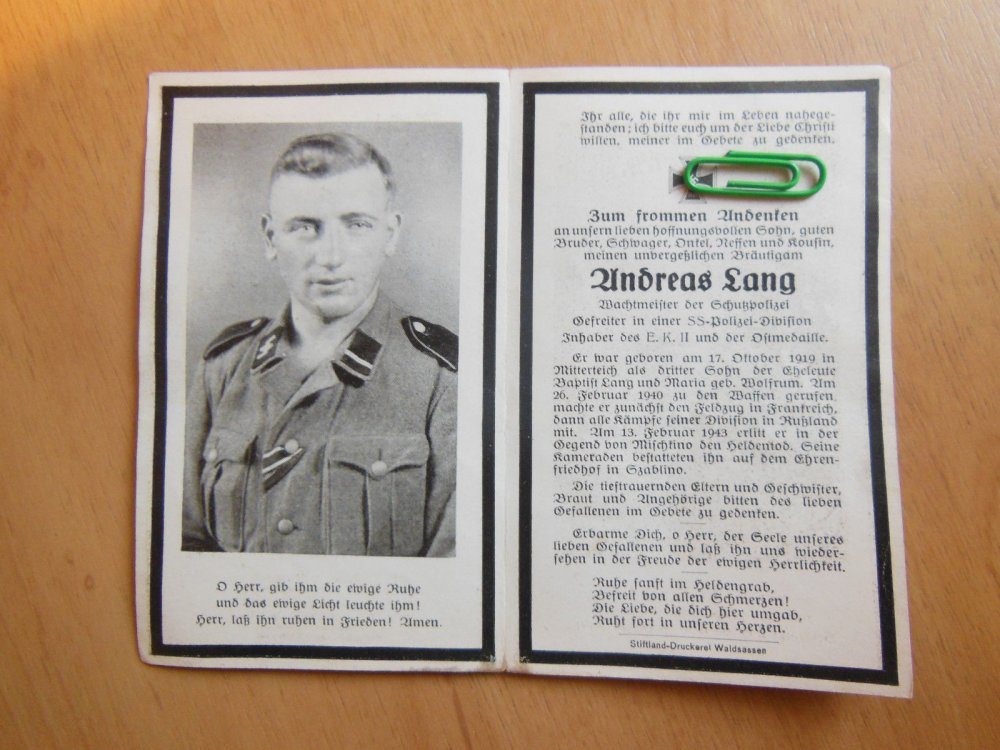 O Herr, gib ihm die ewige Ruhe
und das ewige Licht leuchte ihm!
Herr, laß ihn ruhen in Frieden! Amen.
Ihr alle, die ihr mir im Leben nahege-
standen; ich bitte euch um der Liebe Christi
willen, meiner im Gebete zu gedenken.
Zum frommen Andenken
an unsern lieben hoffnungsvollen Sohn, guten
Bruder, Schwager, Onkel, Neffen und Kousin,
meinen unvergeßlichen Bräutigam
Andreas Lang
Wachtmeister der Schutzpolizei
Gefreiter in einer SS-Polizei-Division
Inhaber des E. K. II und der Ostmedaille.
Er war geboren am 17. Oktober 1919 in
Mitterteich als dritter Sohn der Eheleute
Baptist Lang und Maria geb. Wolfrum. Am
26. Februar 1940 zu den Waffen gerufen,
machte er zunächst den Feldzug in Frankreich,
dann alle Kämpfe seiner Division in Rußland
mit. Am 13. Februar 1943 erlitt er in der
Gegend von Mischkino den Heldentod. Seine
Kameraden bestatteten ihn auf dem Ehren-
friedhof in Szablino.
Die tieftrauernden Eltern und Geschwister,
Braut und Angehörige bitten des lieben
Gefallenen im Gebete zu gedenken.
Erbarme Dich, o Herr, der Seele unseres
lieben Gefallenen und laß ihn uns wieder-
sehen in der Freude der ewigen Herrlichkeit.
Ruhe sanft im Heldengrab,
Befreit von allen Schmerzen!
Die Liebe, die dich hier umgab,
Ruht fort in unseren Herzen.
Stiftland-Druckerei Waldsassen